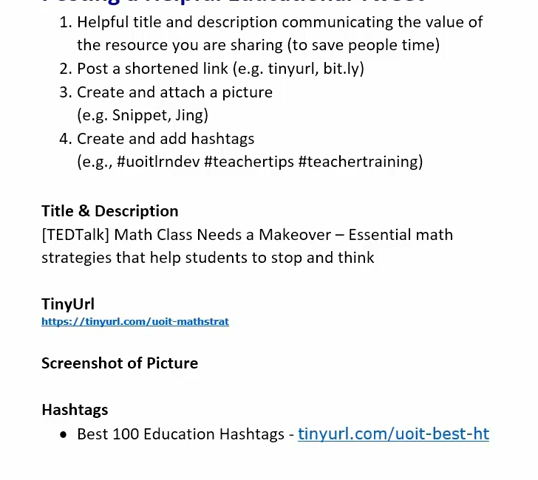 Posting a Helpful Educational Tweet
1. Helpful title and description communicating the value of
the resource you are sharing (to save people time)
2. Post a shortened link (e.g. tinyurl, bit.ly)
3. Create and attach a picture
(e.g. Snippet, Jing)
4. Create and add hashtags
(e.g., #uoitlrndev #teachertips #teachertraining)
Title & Description
[TEDTalk] Math Class Needs a Makeover – Essential math
strategies that help students to stop and think
TinyUrl
https://tinyurl.com/uoit-mathstrat
Screenshot of Picture
Hashtags
• Best 100 Education Hashtags - tinyurl.com/uoit-best-ht